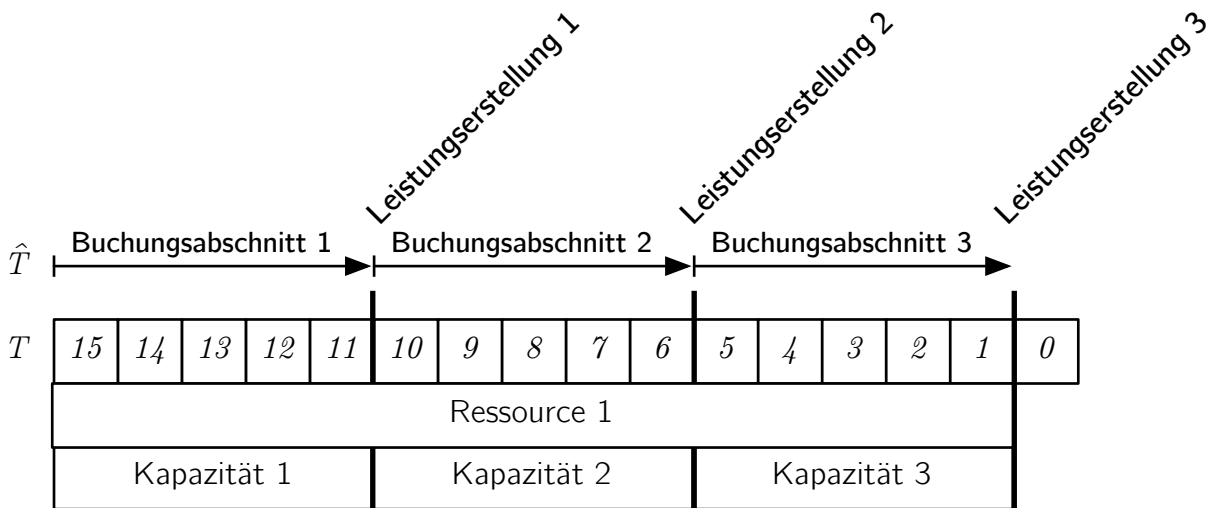 Leistungserstellung 1
Leistungserstellung 2
Leistungserstellung 3
T̂ Buchungsabschnitt 1 Buchungsabschnitt 2 Buchungsabschnitt 3
T 15 14 13 12 11 10 9 8 7 6 5 4 3 2 1 0
Ressource 1
Kapazität 1 Kapazität 2 Kapazität 3